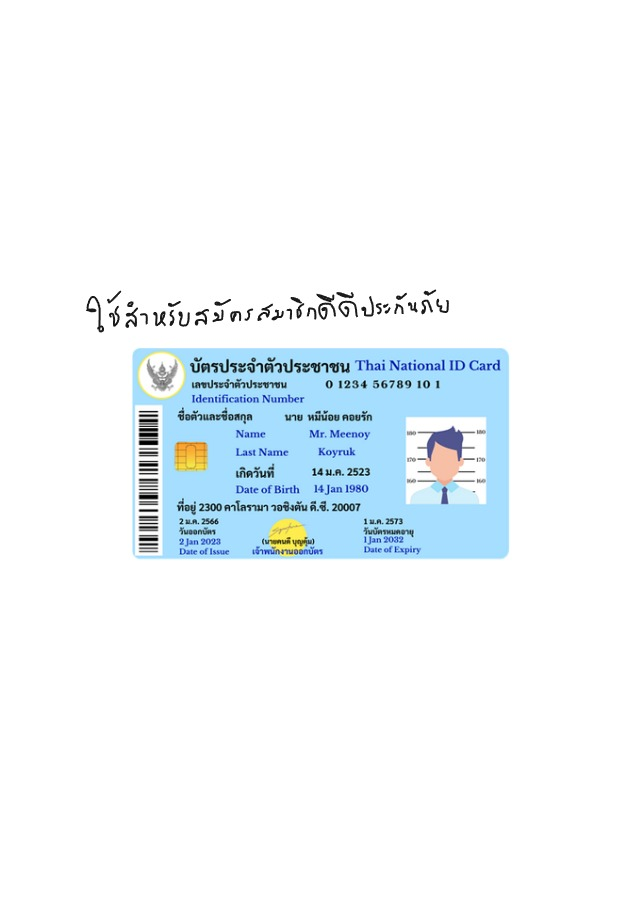 ใช้สำหรับสมัครสมาชิกดีดีประกันภัย
บัตรประจำตัวประชาชน Thai National ID Card
เลขประจำตัวประชาชน 0 1234 56789 10 1
Identification Number
ชื่อตัวและชื่อสกุล นาย หมีน้อย คอยรัก
Name Mr. Meenoy
Last Name Koyruk
เกิดวันที่ 14 ม.ค. 2523
Date of Birth 14 Jan 1980
ที่อยู่ 2300 คาโลรามา วอชิงตัน ดี.ซี. 20007
180 180
170 170
160 160
2 ม.ค. 2566 1 ม.ค. 2573
วันออกบัตร วันบัตรหมดอายุ
2 Jan 2023 (นายคนดี บุญคุ้ม) 1 Jan 2032
Date of Issue เจ้าพนักงานออกบัตร Date of Expiry